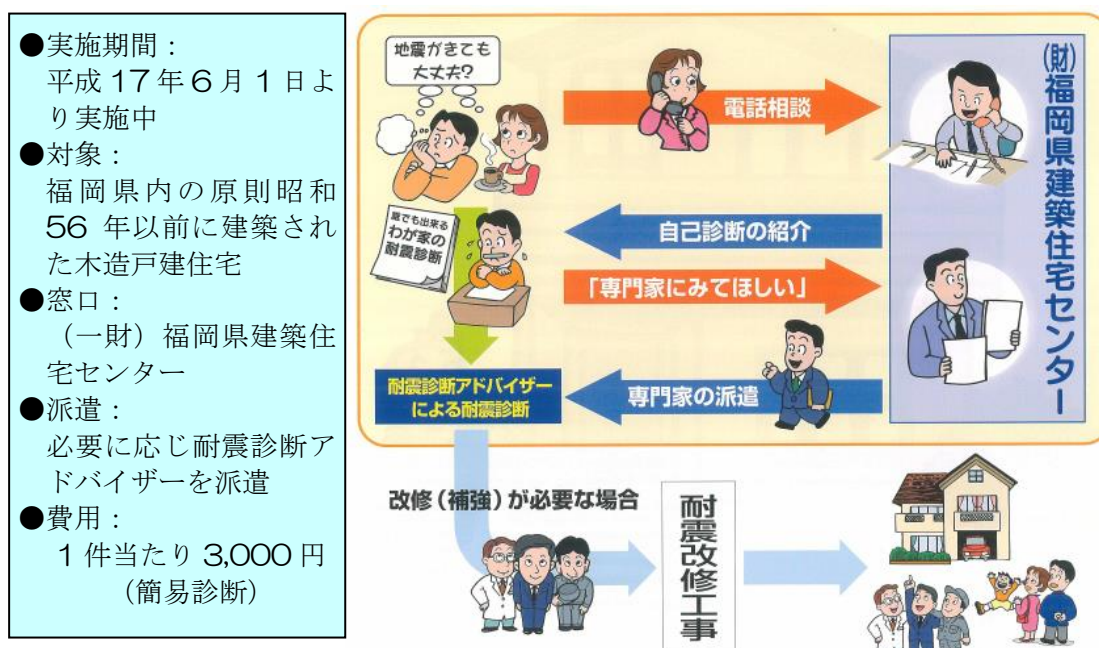 ●実施期間：
平成 17 年 6 月 1 日よ
り実施中
●対象：
福岡県内の原則昭和
56 年以前に建築され
た木造戸建住宅
●窓口：
（一財）福岡県建築住
宅センター
●派遣：
必要に応じ耐震診断ア
ドバイザーを派遣
●費用：
1 件当たり 3,000 円
（簡易診断）
地震がきても
大丈夫？
電話相談
(財)福岡県建築住宅センター
自己診断の紹介
誰でも出来る
わが家の
耐震診断
「専門家にみてほしい」
耐震診断アドバイザー
による耐震診断
専門家の派遣
改修（補強）が必要な場合
耐震改修工事